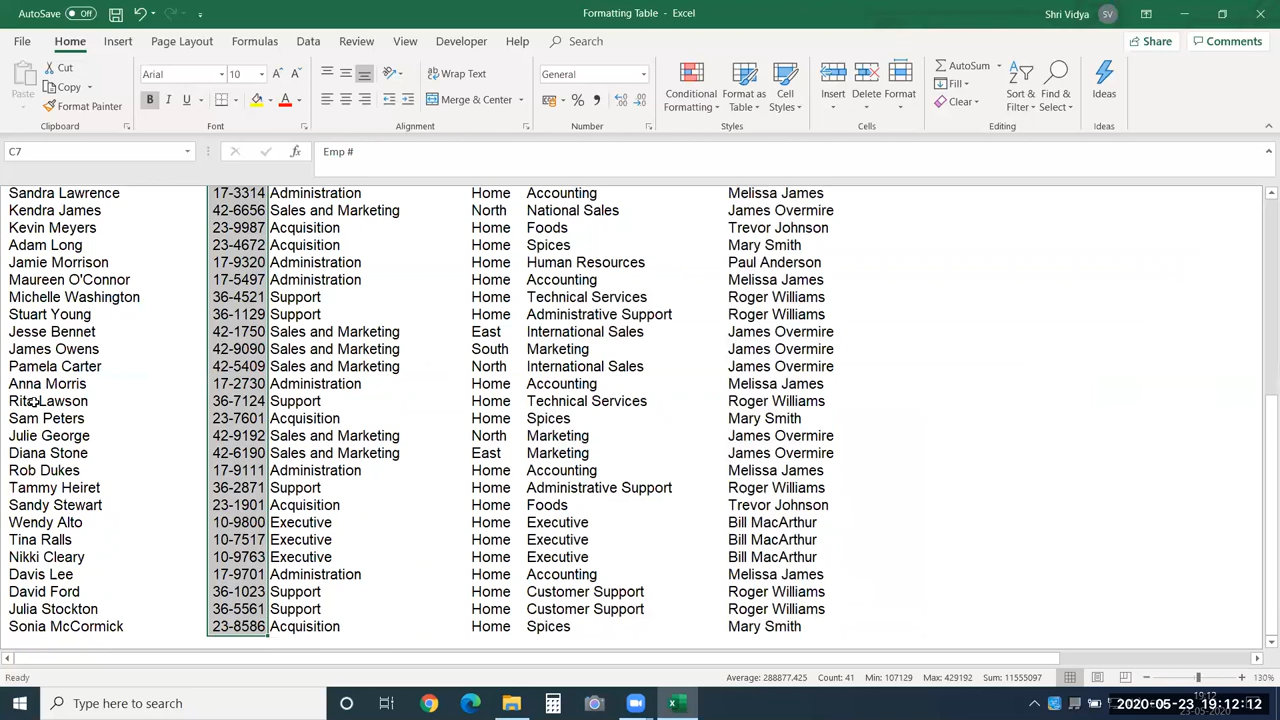 AutoSave Off Formatting Table - Excel Shri Vidya SV
File Home Insert Page Layout Formulas Data Review View Developer Help Search Share Comments
Paste Cut Copy Format Painter Clipboard
Arial 10 A A B I U A Font
ab Wrap Text Merge & Center Alignment
General % , Number
Conditional Formatting Format as Table Cell Styles Styles
Insert Delete Format Cells
AutoSum Fill Clear Sort & Filter Find & Select Editing
Ideas Ideas
C7 fx Emp #
Sandra Lawrence 17-3314 Administration Home Accounting Melissa James
Kendra James 42-6656 Sales and Marketing North National Sales James Overmire
Kevin Meyers 23-9987 Acquisition Home Foods Trevor Johnson
Adam Long 23-4672 Acquisition Home Spices Mary Smith
Jamie Morrison 17-9320 Administration Home Human Resources Paul Anderson
Maureen O'Connor 17-5497 Administration Home Accounting Melissa James
Michelle Washington 36-4521 Support Home Technical Services Roger Williams
Stuart Young 36-1129 Support Home Administrative Support Roger Williams
Jesse Bennet 42-1750 Sales and Marketing East International Sales James Overmire
James Owens 42-9090 Sales and Marketing South Marketing James Overmire
Pamela Carter 42-5409 Sales and Marketing North International Sales James Overmire
Anna Morris 17-2730 Administration Home Accounting Melissa James
Rita Lawson 36-7124 Support Home Technical Services Roger Williams
Sam Peters 23-7601 Acquisition Home Spices Mary Smith
Julie George 42-9192 Sales and Marketing North Marketing James Overmire
Diana Stone 42-6190 Sales and Marketing East Marketing James Overmire
Rob Dukes 17-9111 Administration Home Accounting Melissa James
Tammy Heiret 36-2871 Support Home Administrative Support Roger Williams
Sandy Stewart 23-1901 Acquisition Home Foods Trevor Johnson
Wendy Alto 10-9800 Executive Home Executive Bill MacArthur
Tina Ralls 10-7517 Executive Home Executive Bill MacArthur
Nikki Cleary 10-9763 Executive Home Executive Bill MacArthur
Davis Lee 17-9701 Administration Home Accounting Melissa James
David Ford 36-1023 Support Home Customer Support Roger Williams
Julia Stockton 36-5561 Support Home Customer Support Roger Williams
Sonia McCormick 23-8586 Acquisition Home Spices Mary Smith
Ready Average: 288877.425 Count: 41 Min: 107129 Max: 429192 Sum: 11555097 130%
Type here to search
19:12
2020-05-23 19:12:12
23-05-2020